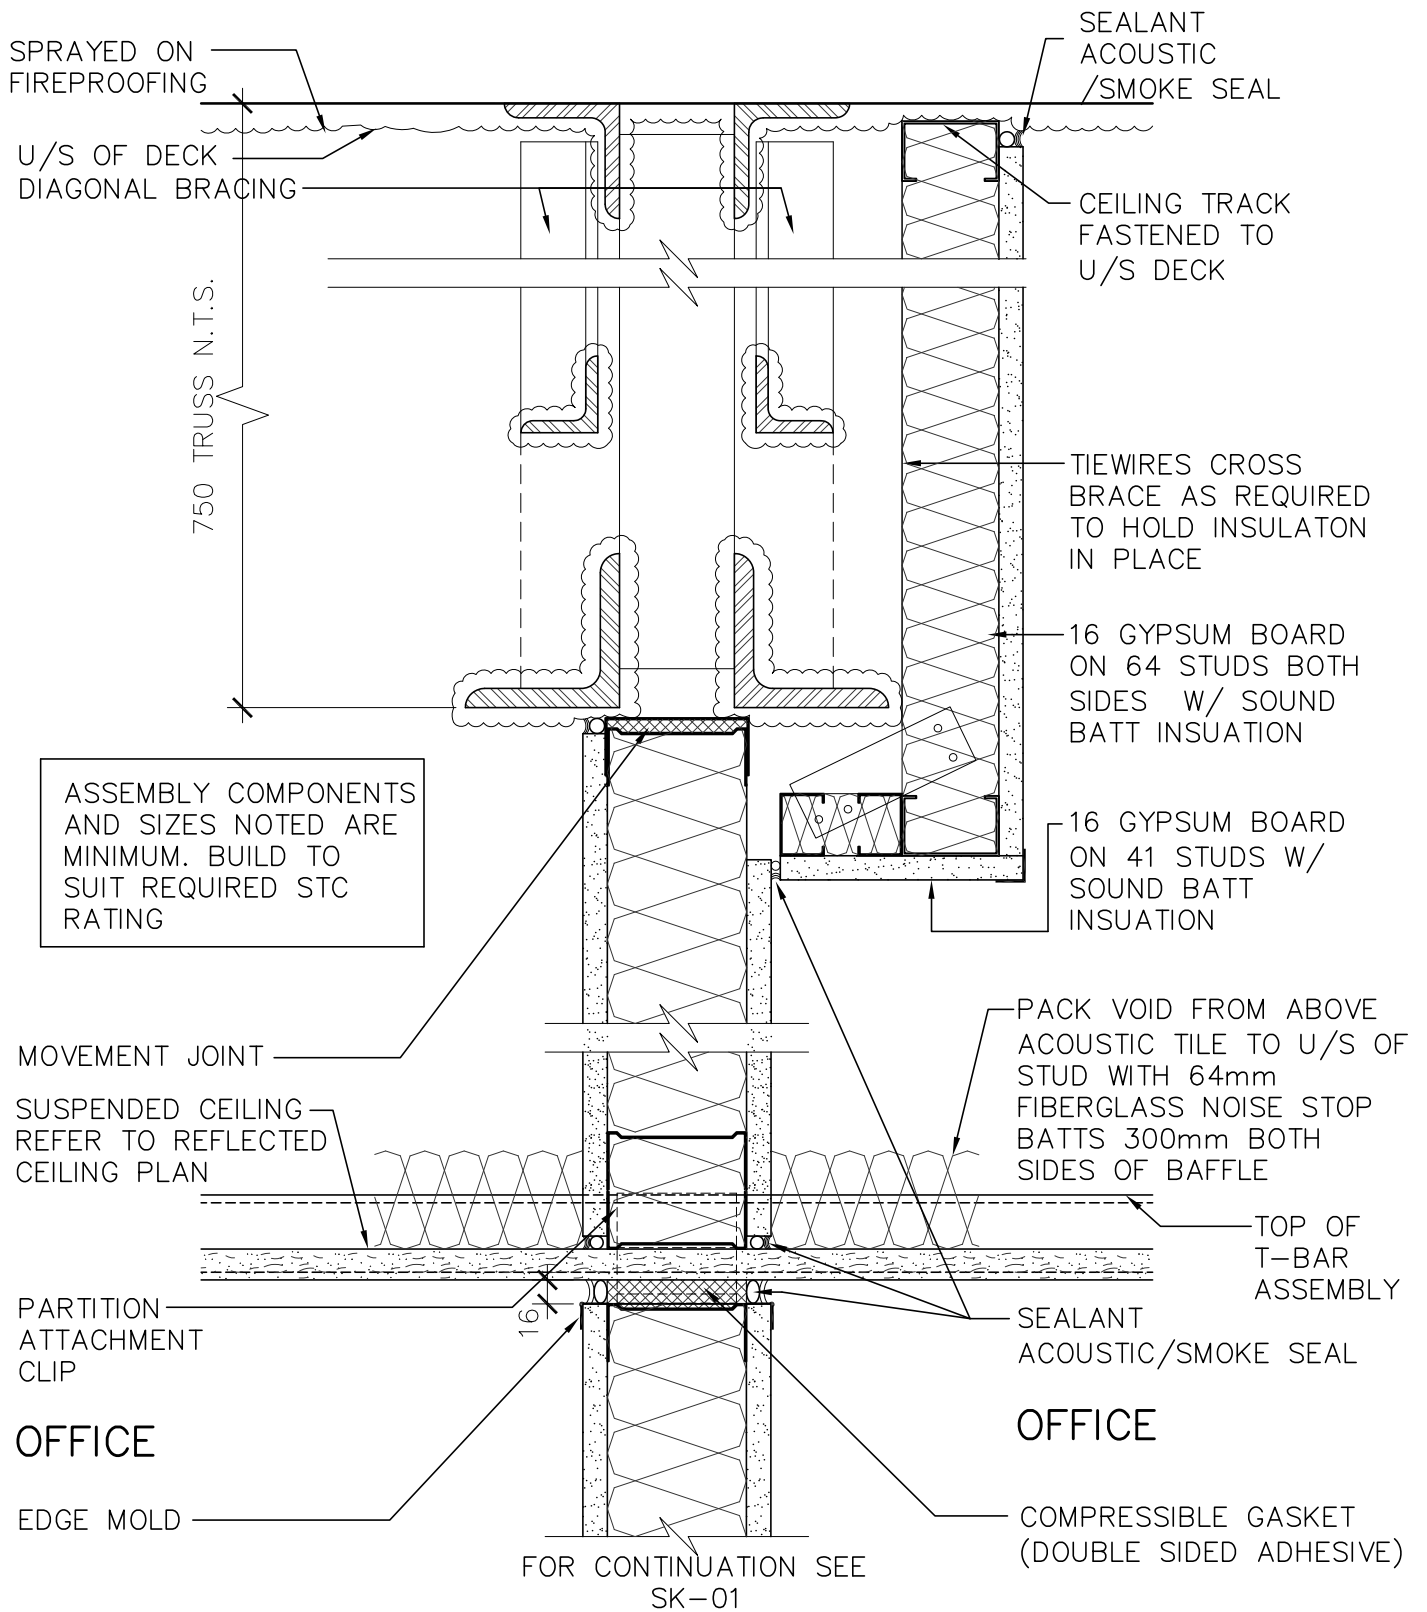 SPRAYED ON
FIREPROOFING
U/S OF DECK
DIAGONAL BRACING
750 TRUSS N.T.S.
ASSEMBLY COMPONENTS
AND SIZES NOTED ARE
MINIMUM. BUILD TO
SUIT REQUIRED STC
RATING
MOVEMENT JOINT
SUSPENDED CEILING
REFER TO REFLECTED
CEILING PLAN
PARTITION
ATTACHMENT
CLIP
16
OFFICE
EDGE MOLD
SEALANT
ACOUSTIC
/SMOKE SEAL
CEILING TRACK
FASTENED TO
U/S DECK
TIEWIRES CROSS
BRACE AS REQUIRED
TO HOLD INSULATON
IN PLACE
16 GYPSUM BOARD
ON 64 STUDS BOTH
SIDES W/ SOUND
BATT INSUATION
16 GYPSUM BOARD
ON 41 STUDS W/
SOUND BATT
INSUATION
PACK VOID FROM ABOVE
ACOUSTIC TILE TO U/S OF
STUD WITH 64mm
FIBERGLASS NOISE STOP
BATTS 300mm BOTH
SIDES OF BAFFLE
TOP OF
T-BAR
ASSEMBLY
SEALANT
ACOUSTIC/SMOKE SEAL
OFFICE
COMPRESSIBLE GASKET
(DOUBLE SIDED ADHESIVE)
FOR CONTINUATION SEE
SK-01